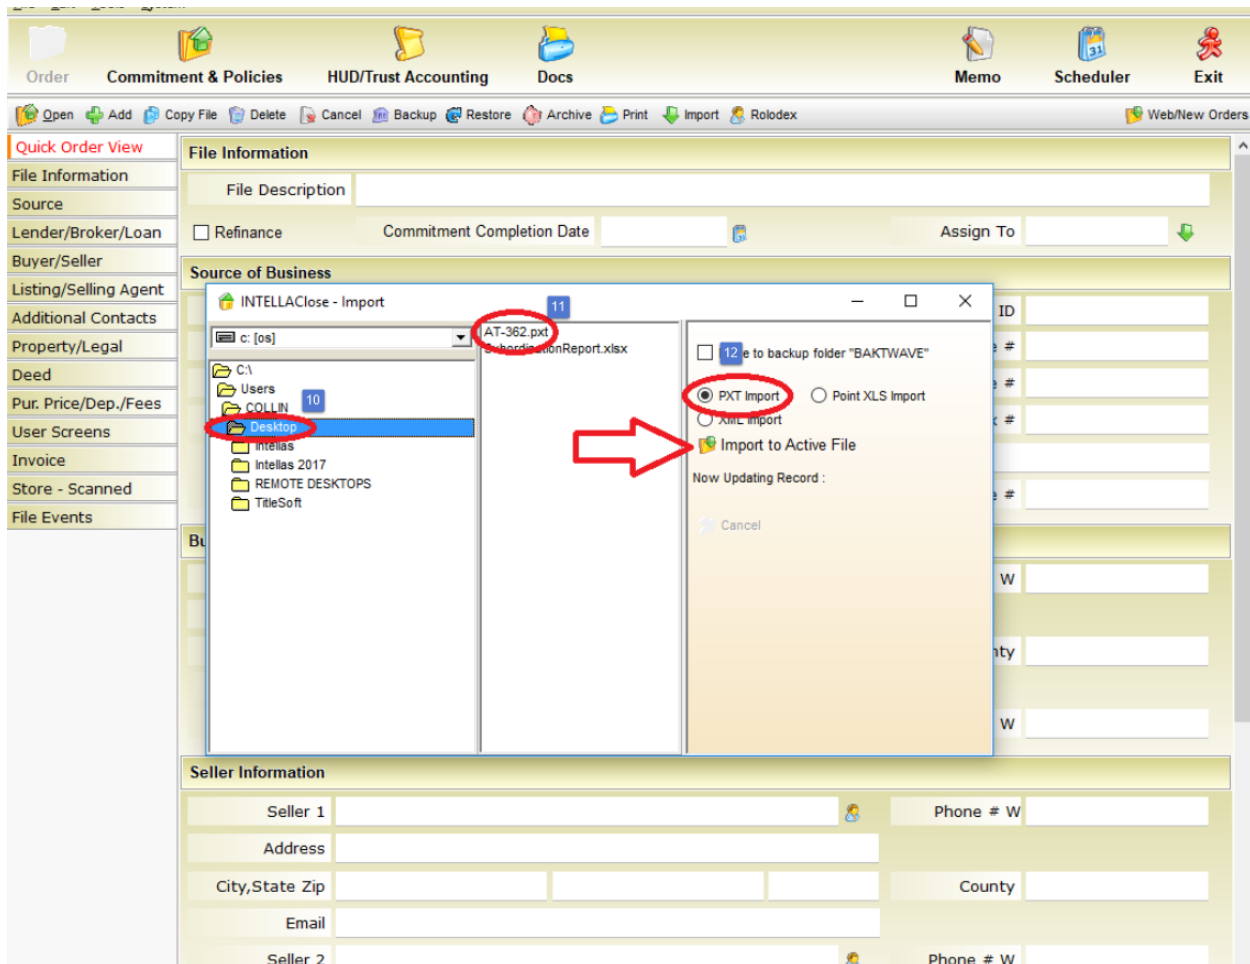 Order
Commitment & Policies
HUD/Trust Accounting
Docs
Memo
Scheduler
Exit
Open Add Copy File Delete Cancel Backup Restore Archive Print Import Rolodex Web/New Orders
Quick Order View
File Information
Source
Lender/Broker/Loan
Buyer/Seller
Listing/Selling Agent
Additional Contacts
Property/Legal
Deed
Pur. Price/Dep./Fees
User Screens
Invoice
Store - Scanned
File Events
File Information
File Description
Refinance Commitment Completion Date Assign To
Source of Business
ID
#
#
#
#
INTELLAClose - Import
11
c: [os]
C:\
Users
COLLIN
10
Desktop
Intellas
Intellas 2017
REMOTE DESKTOPS
TitleSoft
AT-362.pxt
SubordinationReport.xlsx
12
e to backup folder "BAKTWAVE"
PXT Import Point XLS Import
XML Import
Import to Active File
Now Updating Record :
Cancel
Bu
W
nty
W
Seller Information
Seller 1 Phone # W
Address
City,State Zip County
Email
Seller 2 Phone # W